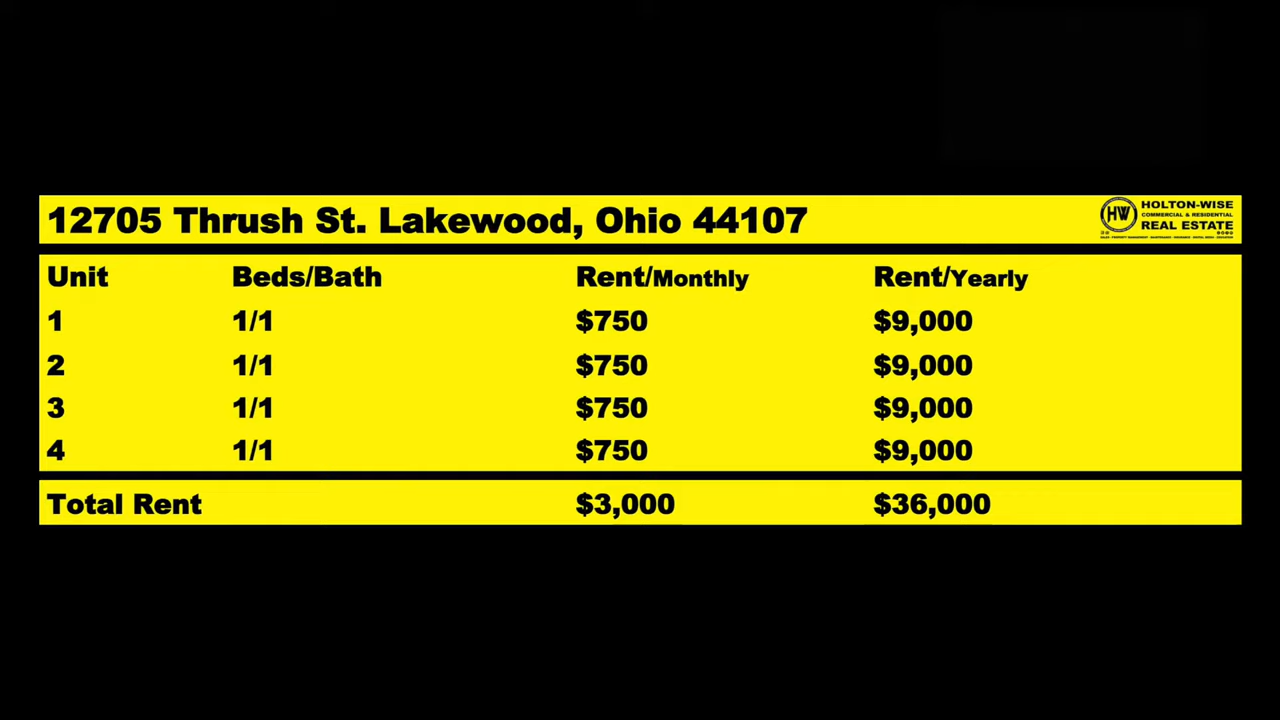 12705 Thrush St. Lakewood, Ohio 44107
HW
HOLTON-WISE
COMMERCIAL & RESIDENTIAL
REAL ESTATE
Unit Beds/Bath Rent/Monthly Rent/Yearly
1 1/1 $750 $9,000
2 1/1 $750 $9,000
3 1/1 $750 $9,000
4 1/1 $750 $9,000
Total Rent $3,000 $36,000